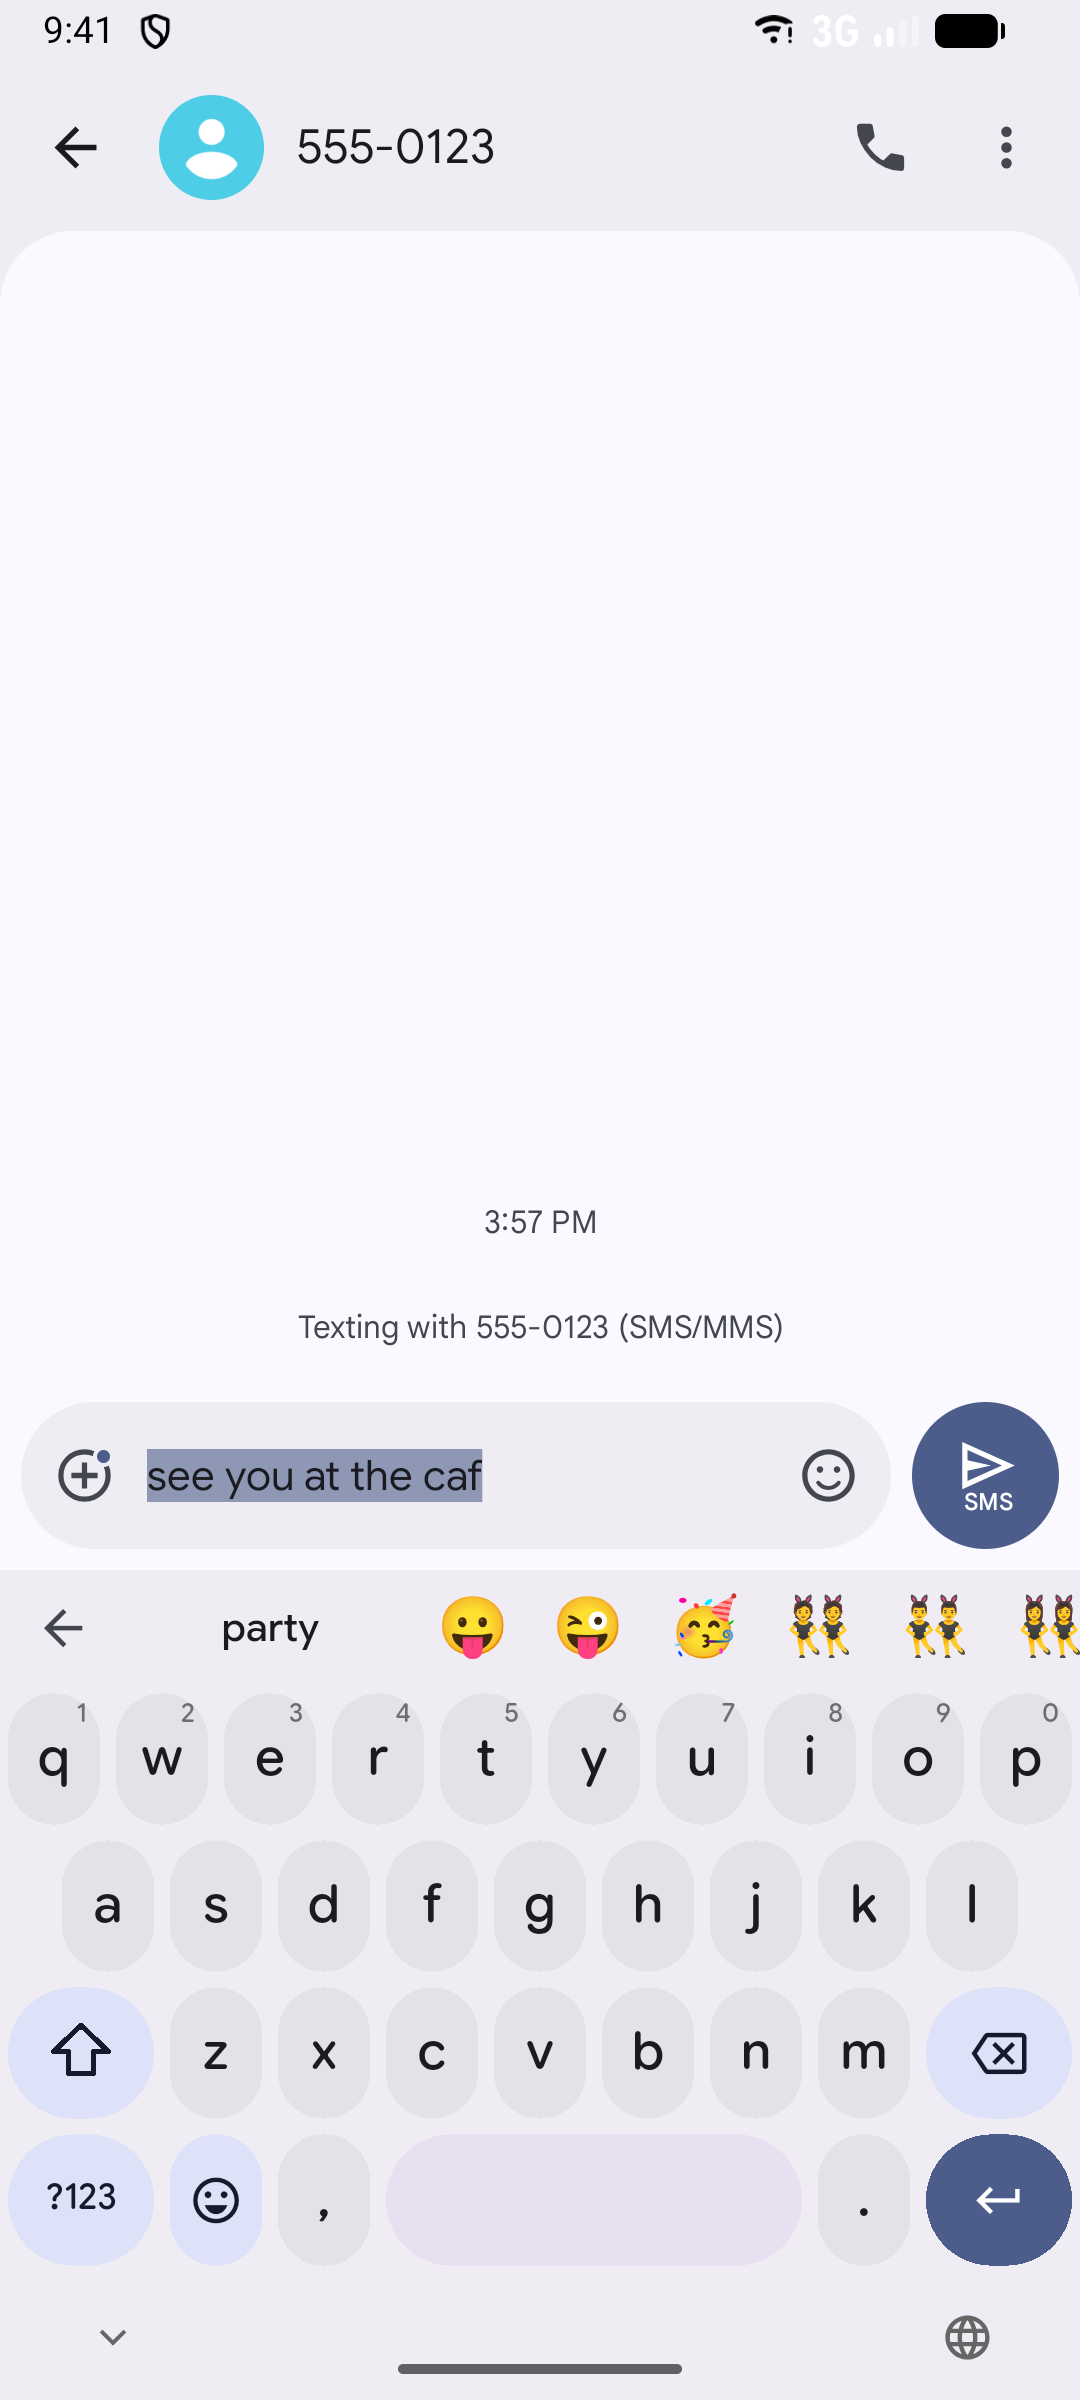 9:41 3G
555-0123
3:57 PM
Texting with 555-0123 (SMS/MMS)
see you at the caf
SMS
party
1 2 3 4 5 6 7 8 9 0
q w e r t y u i o p
a s d f g h j k l
z x c v b n m
?123 , .